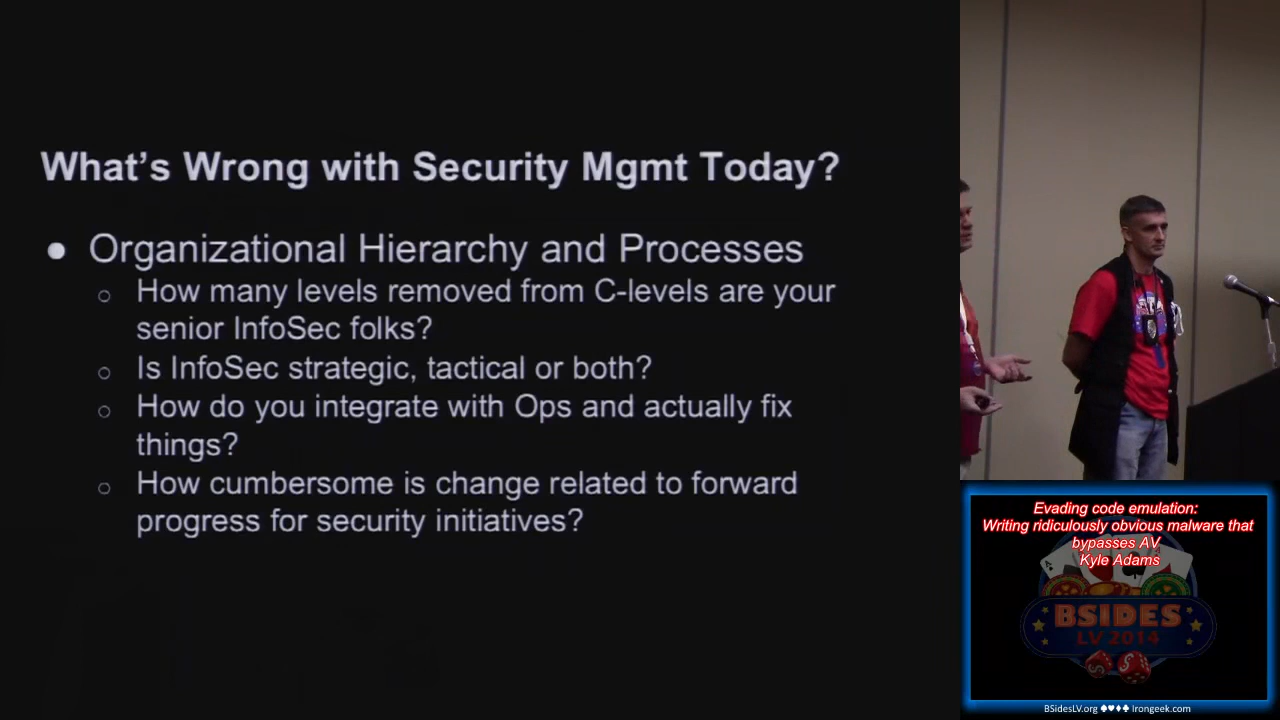 What's Wrong with Security Mgmt Today?
● Organizational Hierarchy and Processes
○ How many levels removed from C-levels are your
senior InfoSec folks?
○ Is InfoSec strategic, tactical or both?
○ How do you integrate with Ops and actually fix
things?
○ How cumbersome is change related to forward
progress for security initiatives?
Evading code emulation:
Writing ridiculously obvious malware that
bypasses AV
Kyle Adams
BSIDES
LV 2014
BSidesLV.org ♠♥♦♣ Irongeek.com